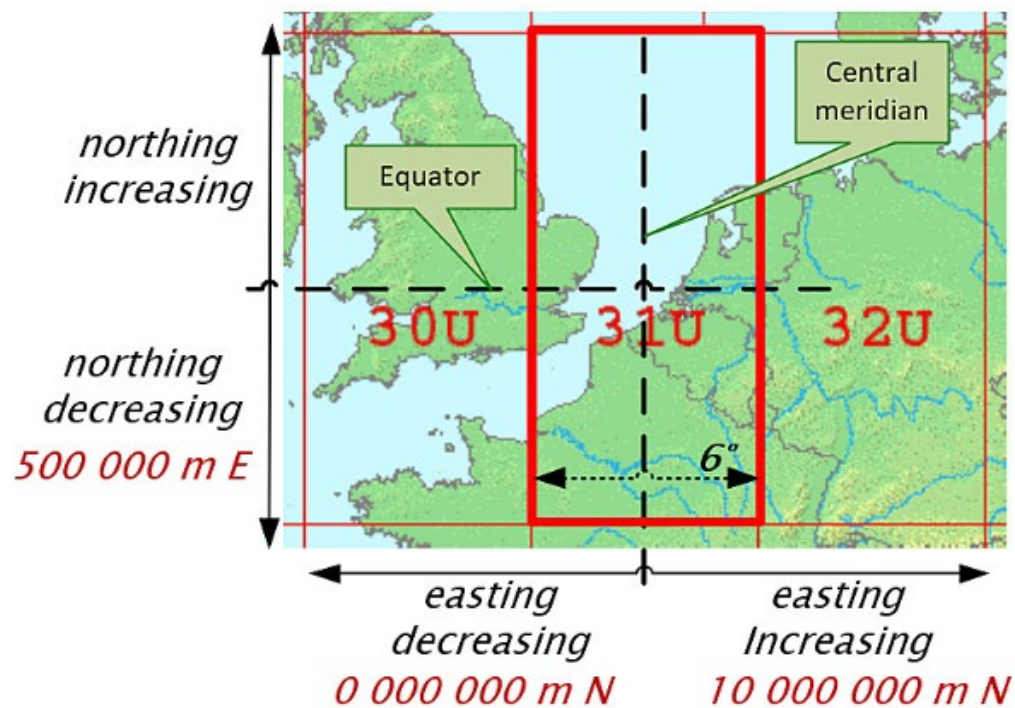 Central
meridian
northing
increasing
Equator
30U 31U 32U
northing
decreasing
500 000 m E
6°
easting
decreasing
0 000 000 m N
easting
Increasing
10 000 000 m N